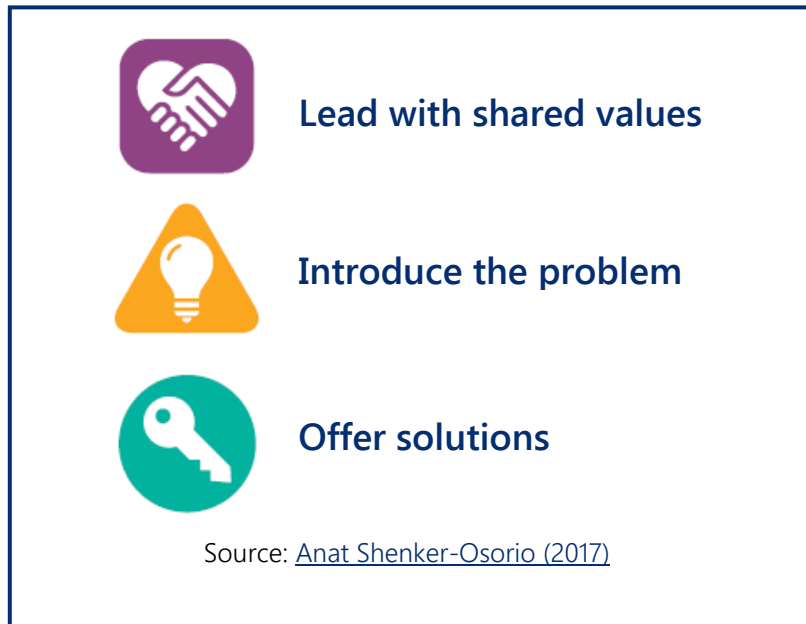 Lead with shared values
Introduce the problem
Offer solutions
Source: Anat Shenker-Osorio (2017)